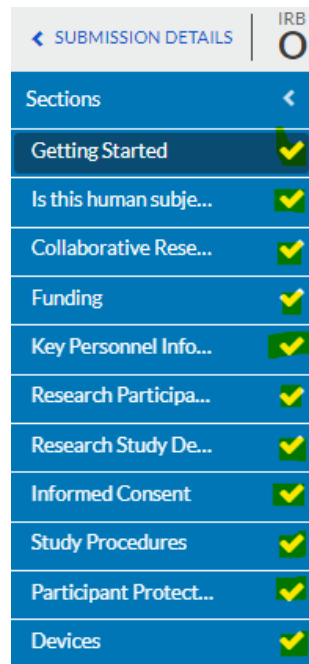 SUBMISSION DETAILS
IRB
O
Sections
Getting Started
Is this human subje...
Collaborative Rese...
Funding
Key Personnel Info...
Research Participa...
Research Study De...
Informed Consent
Study Procedures
Participant Protect...
Devices